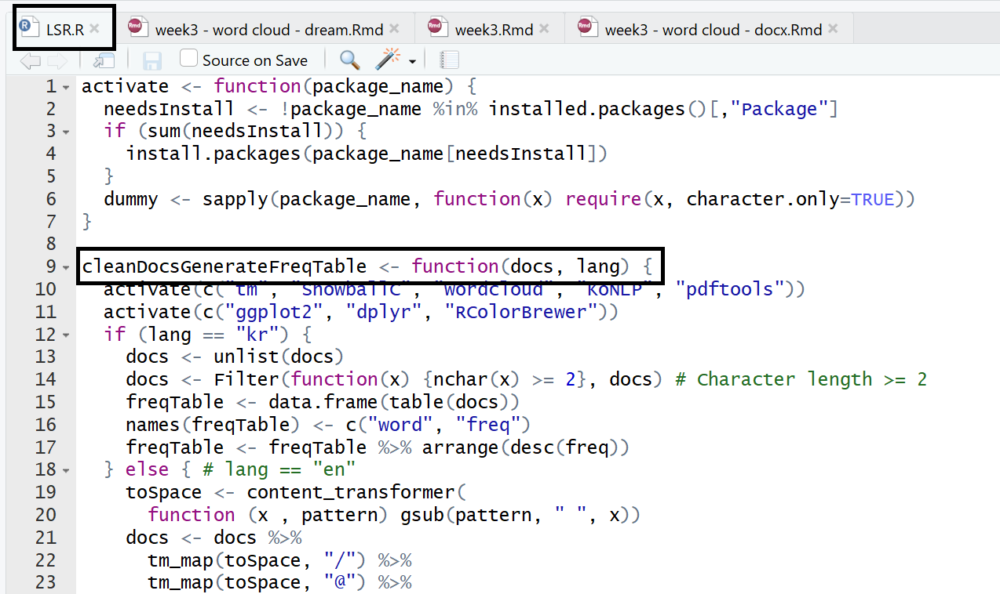 LSR.R week3 - word cloud - dream.Rmd week3.Rmd week3 - word cloud - docx.Rmd
Source on Save
1 activate <- function(package_name) {
2   needsInstall <- !package_name %in% installed.packages()[,"Package"]
3   if (sum(needsInstall)) {
4     install.packages(package_name[needsInstall])
5   }
6   dummy <- sapply(package_name, function(x) require(x, character.only=TRUE))
7 }
8
9 cleanDocsGenerateFreqTable <- function(docs, lang) {
10   activate(c("tm", "SnowballC", "wordcloud", "KoNLP", "pdftools"))
11   activate(c("ggplot2", "dplyr", "RColorBrewer"))
12   if (lang == "kr") {
13     docs <- unlist(docs)
14     docs <- Filter(function(x) {nchar(x) >= 2}, docs) # Character length >= 2
15     freqTable <- data.frame(table(docs))
16     names(freqTable) <- c("word", "freq")
17     freqTable <- freqTable %>% arrange(desc(freq))
18   } else { # lang == "en"
19     toSpace <- content_transformer(
20       function (x , pattern) gsub(pattern, " ", x))
21     docs <- docs %>%
22       tm_map(toSpace, "/") %>%
23       tm_map(toSpace, "@") %>%